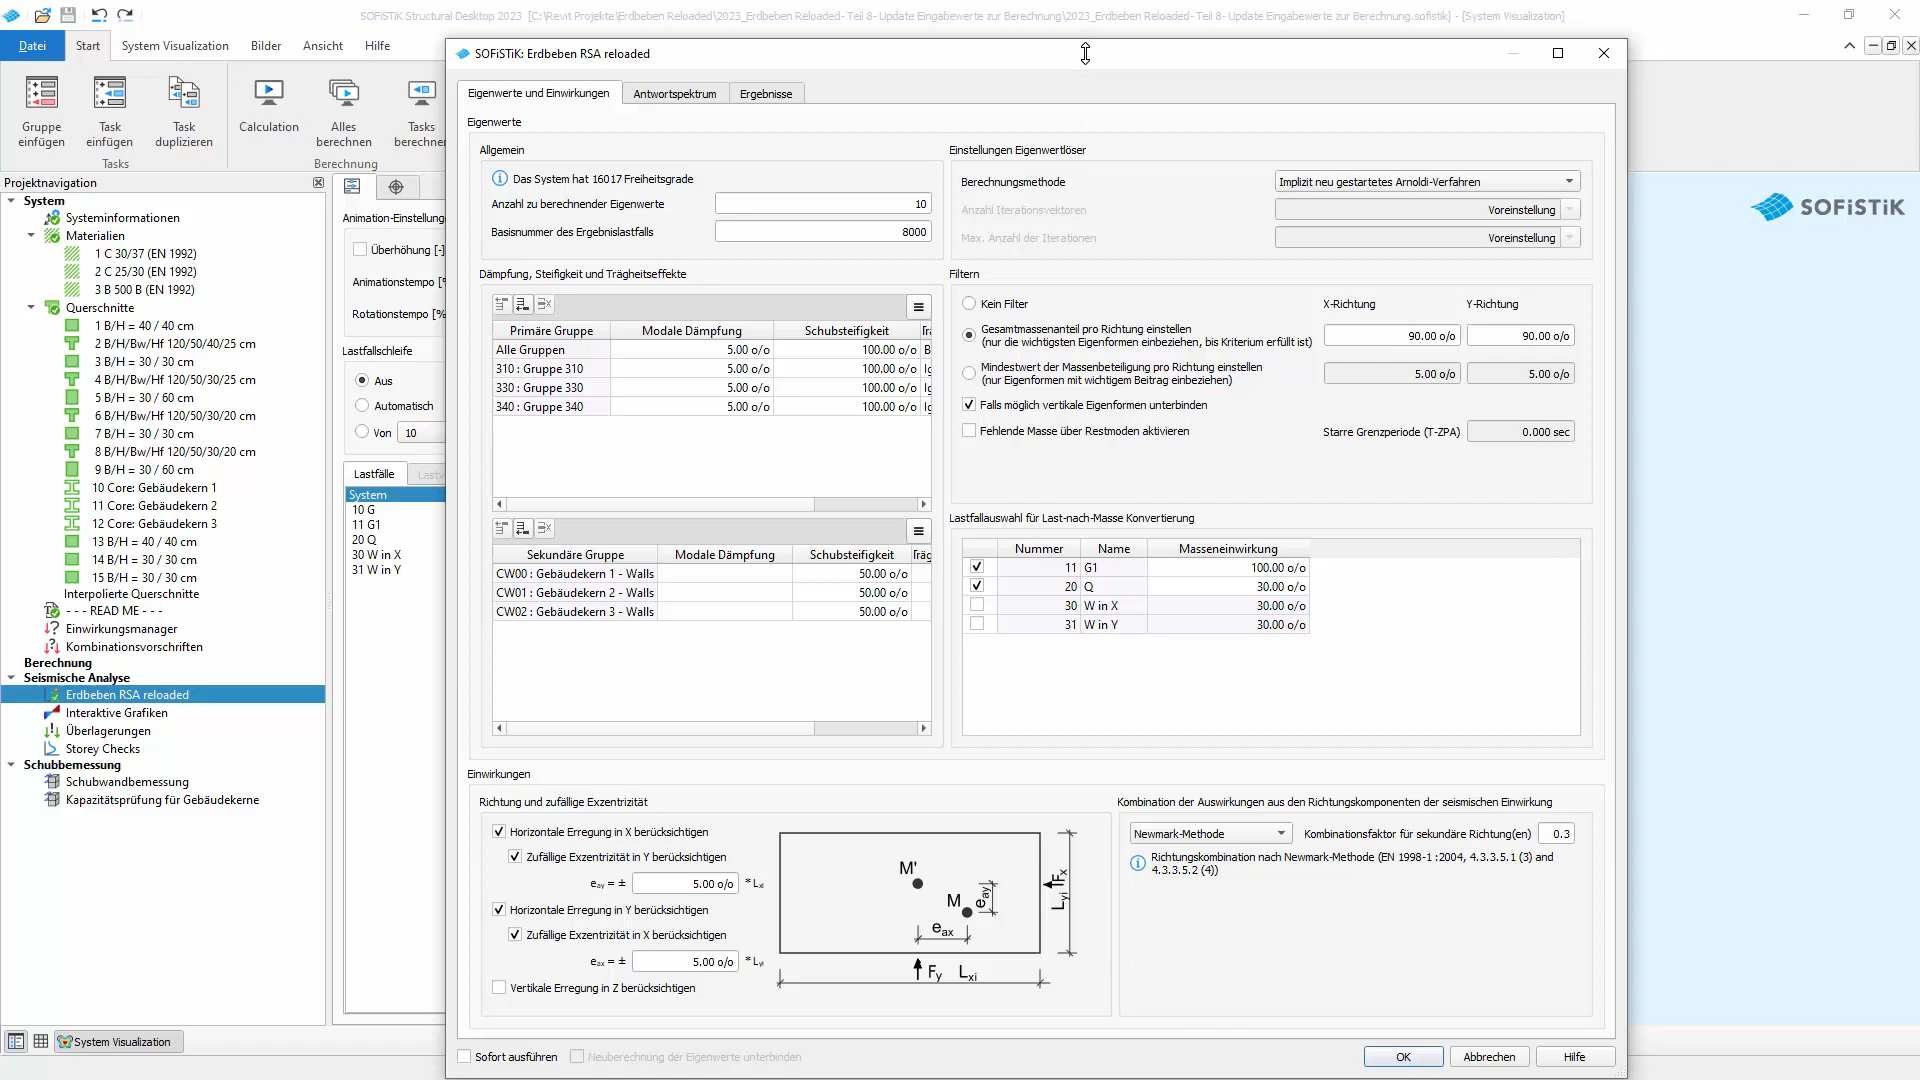 SOFiSTiK Structural Desktop 2023 [C:\Revit Projekte\Erdbeben Reloaded\2023_Erdbeben Reloaded- Teil 8- Update Eingabewerte zur Berechnung\2023_Erdbeben Reloaded- Teil 8- Update Eingabewerte zur Berechnung.sofistik] - [System Visualization]
Datei Start System Visualization Bilder Ansicht Hilfe
Gruppe einfügen
Task einfügen
Task duplizieren
Calculation
Alles berechnen
Tasks
Tasks Berechnung
Projektnavigation
System
Systeminformationen
Materialien
1 C 30/37 (EN 1992)
2 C 25/30 (EN 1992)
3 B 500 B (EN 1992)
Querschnitte
1 B/H = 40 / 40 cm
2 B/H/Bw/Hf 120/50/40/25 cm
3 B/H = 30 / 30 cm
4 B/H/Bw/Hf 120/50/30/25 cm
5 B/H = 30 / 60 cm
6 B/H/Bw/Hf 120/50/30/20 cm
7 B/H = 30 / 30 cm
8 B/H/Bw/Hf 120/50/30/20 cm
9 B/H = 30 / 60 cm
10 Core: Gebäudekern 1
11 Core: Gebäudekern 2
12 Core: Gebäudekern 3
13 B/H = 40 / 40 cm
14 B/H = 30 / 30 cm
15 B/H = 30 / 30 cm
Interpolierte Querschnitte
- - - READ ME - - -
Einwirkungsmanager
Kombinationsvorschriften
Berechnung
Seismische Analyse
Erdbeben RSA reloaded
Interaktive Grafiken
Überlagerungen
Storey Checks
Schubbemessung
Schubwandbemessung
Kapazitätsprüfung für Gebäudekerne
System Visualization
Animation-Einstellung
Überhöhung [-]
Animationstempo [%
Rotationstempo [%
Lastfallschleife
Aus
Automatisch
Von 10
Lastfälle
System
10 G
11 G1
20 Q
30 W in X
31 W in Y
SOFiSTiK: Erdbeben RSA reloaded
Eigenwerte und Einwirkungen Antwortspektrum Ergebnisse
Eigenwerte
Allgemein
Das System hat 16017 Freiheitsgrade
Anzahl zu berechnender Eigenwerte 10
Basisnummer des Ergebnislastfalls 8000
Einstellungen Eigenwertlöser
Berechnungsmethode Implizit neu gestartetes Arnoldi-Verfahren
Anzahl Iterationsvektoren Voreinstellung
Max. Anzahl der Iterationen Voreinstellung
Dämpfung, Steifigkeit und Trägheitseffekte
Primäre Gruppe Modale Dämpfung Schubsteifigkeit
Alle Gruppen 5.00 o/o 100.00 o/o
310 : Gruppe 310 5.00 o/o 100.00 o/o
330 : Gruppe 330 5.00 o/o 100.00 o/o
340 : Gruppe 340 5.00 o/o 100.00 o/o
Sekundäre Gruppe Modale Dämpfung Schubsteifigkeit Träg
CW00 : Gebäudekern 1 - Walls 50.00 o/o
CW01 : Gebäudekern 2 - Walls 50.00 o/o
CW02 : Gebäudekern 3 - Walls 50.00 o/o
Filtern
Kein Filter X-Richtung Y-Richtung
Gesamtmassenanteil pro Richtung einstellen
(nur die wichtigsten Eigenformen einbeziehen, bis Kriterium erfüllt ist) 90.00 o/o 90.00 o/o
Mindestwert der Massenbeteiligung pro Richtung einstellen
(nur Eigenformen mit wichtigem Beitrag einbeziehen) 5.00 o/o 5.00 o/o
Falls möglich vertikale Eigenformen unterbinden
Fehlende Masse über Restmoden aktivieren Starre Grenzperiode (T-ZPA) 0.000 sec
Lastfallauswahl für Last-nach-Masse Konvertierung
Nummer Name Masseneinwirkung
11 G1 100.00 o/o
20 Q 30.00 o/o
30 W in X 30.00 o/o
31 W in Y 30.00 o/o
Einwirkungen
Richtung und zufällige Exzentrizität
Horizontale Erregung in X berücksichtigen
Zufällige Exzentrizität in Y berücksichtigen
eay = ± 5.00 o/o * Lxi
Horizontale Erregung in Y berücksichtigen
Zufällige Exzentrizität in X berücksichtigen
eax = ± 5.00 o/o * Lyi
Vertikale Erregung in Z berücksichtigen
M'
M
eay
eax
Fx
Lyi
Fy Lxi
Kombination der Auswirkungen aus den Richtungskomponenten der seismischen Einwirkung
Newmark-Methode Kombinationsfaktor für sekundäre Richtung(en) 0.3
Richtungskombination nach Newmark-Methode (EN 1998-1 :2004, 4.3.3.5.1 (3) and
4.3.3.5.2 (4))
Sofort ausführen Neuberechnung der Eigenwerte unterbinden
OK Abbrechen Hilfe
SOFiSTiK